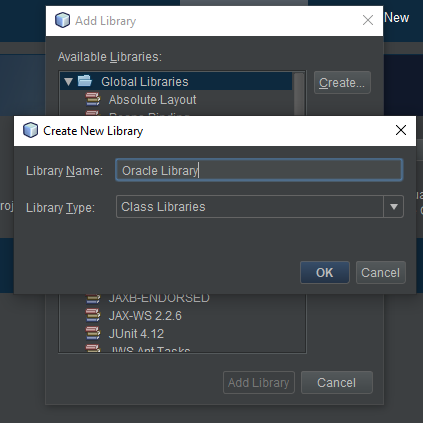 Add Library
New
Available Libraries:
Global Libraries
Create...
Absolute Layout
Create New Library
Library Name:
Oracle Library
Library Type:
Class Libraries
OK
Cancel
JAXB-ENDORSED
JAX-WS 2.2.6
JUnit 4.12
JWS Ant Tasks
Add Library
Cancel